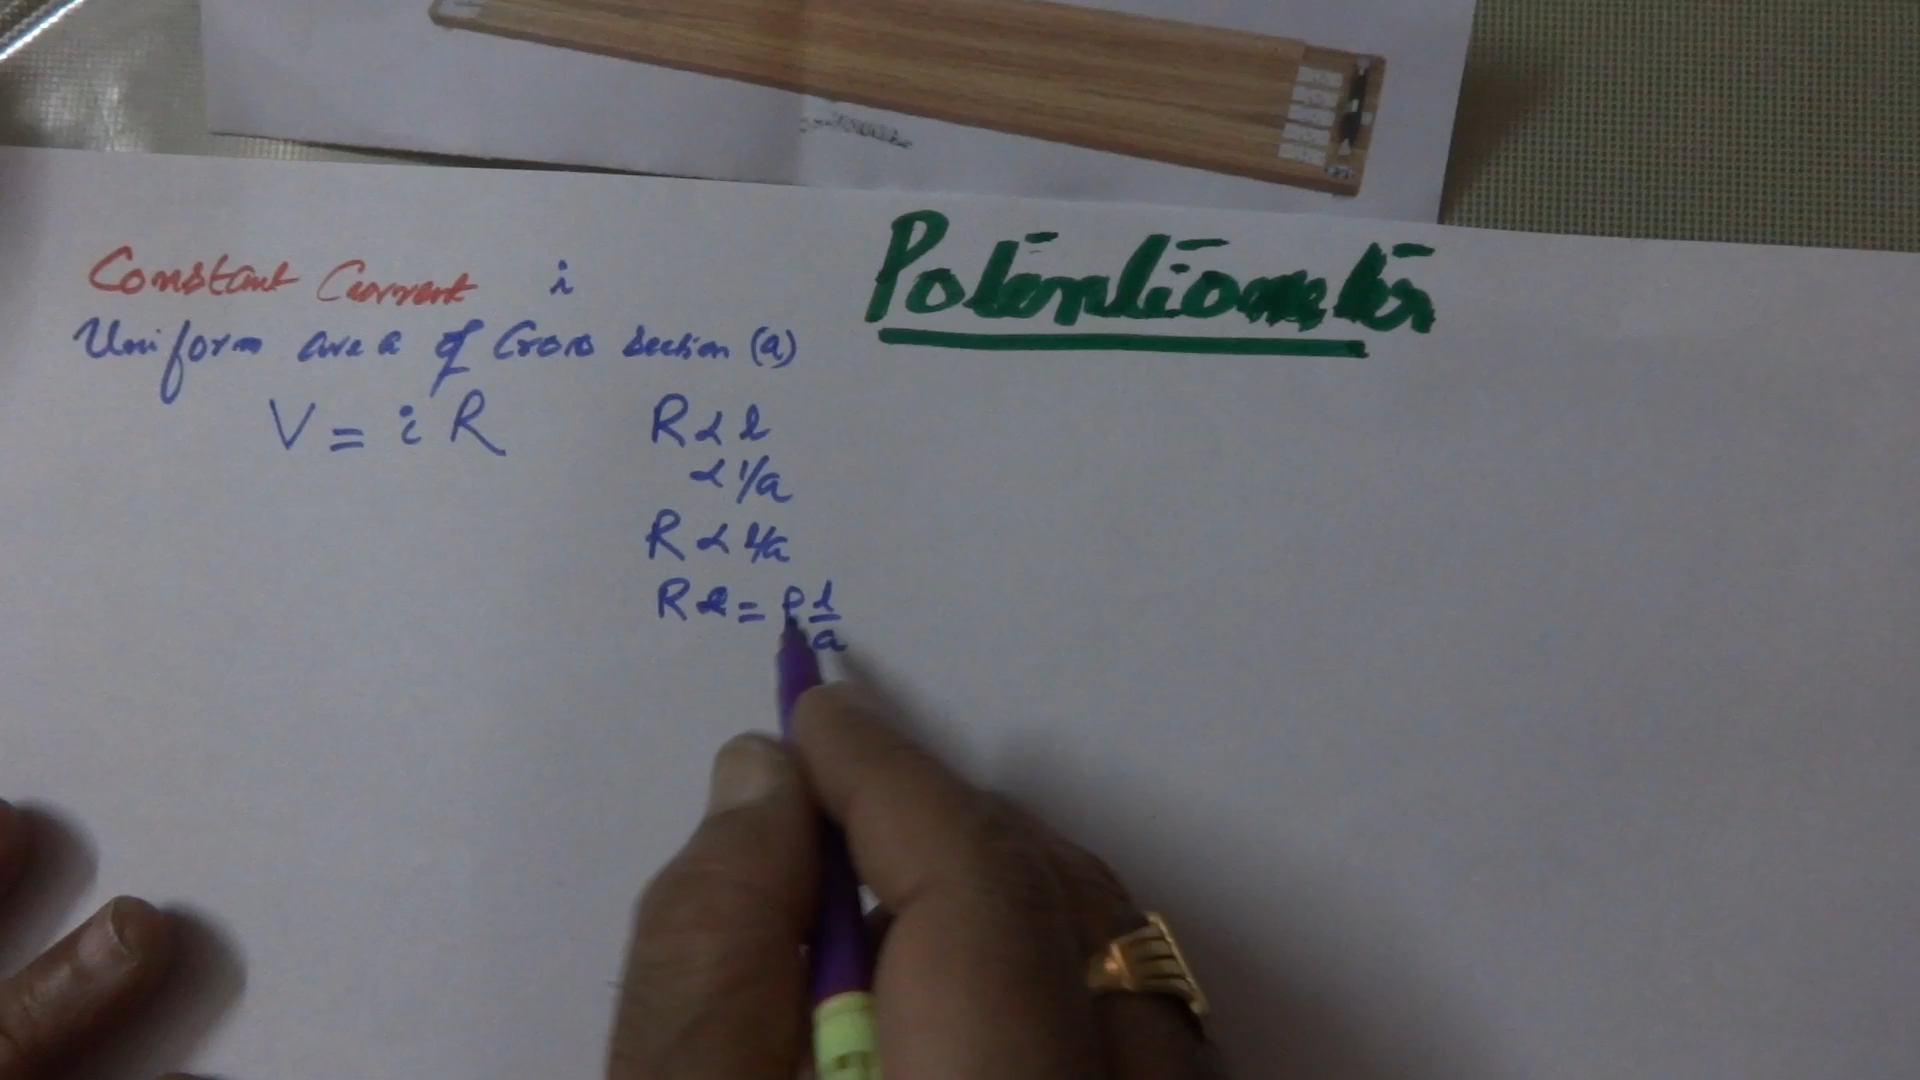 Potentiometer
Constant Current i
Uniform area of Cross section (a)
V = i R
R α l
α 1/a
R α l/a
R = ρ l/a